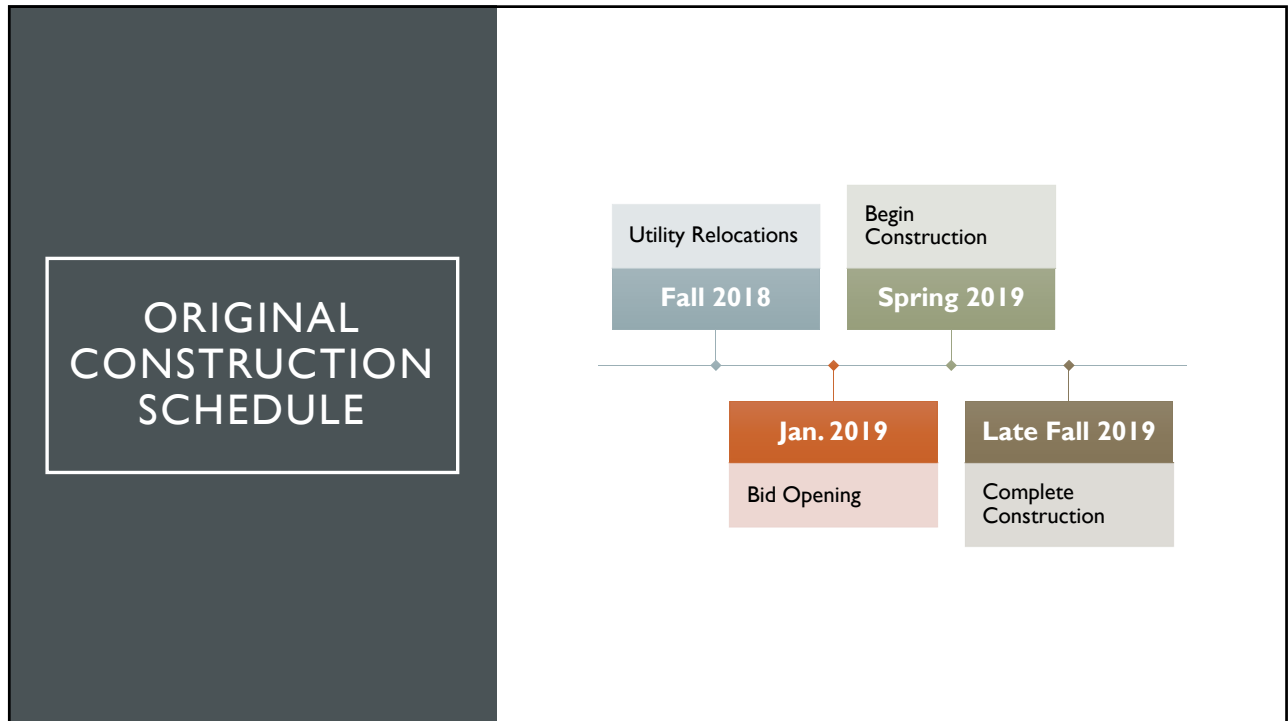 ORIGINAL
CONSTRUCTION
SCHEDULE
Utility Relocations
Fall 2018
Jan. 2019
Bid Opening
Begin
Construction
Spring 2019
Late Fall 2019
Complete
Construction